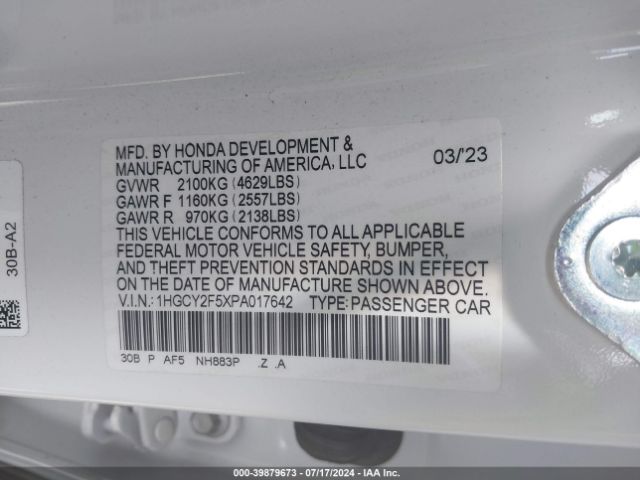 MFD. BY HONDA DEVELOPMENT &
MANUFACTURING OF AMERICA, LLC 03/'23
GVWR 2100KG (4629LBS)
GAWR F 1160KG (2557LBS)
GAWR R 970KG (2138LBS)
THIS VEHICLE CONFORMS TO ALL APPLICABLE
FEDERAL MOTOR VEHICLE SAFETY, BUMPER,
AND THEFT PREVENTION STANDARDS IN EFFECT
ON THE DATE OF MANUFACTURE SHOWN ABOVE.
V.I.N.: 1HGCY2F5XPA017642 TYPE: PASSENGER CAR
30B P AF5 NH883P .Z .A
30B-A2
000-39879673 / 07/17/2024 / IAA Inc.